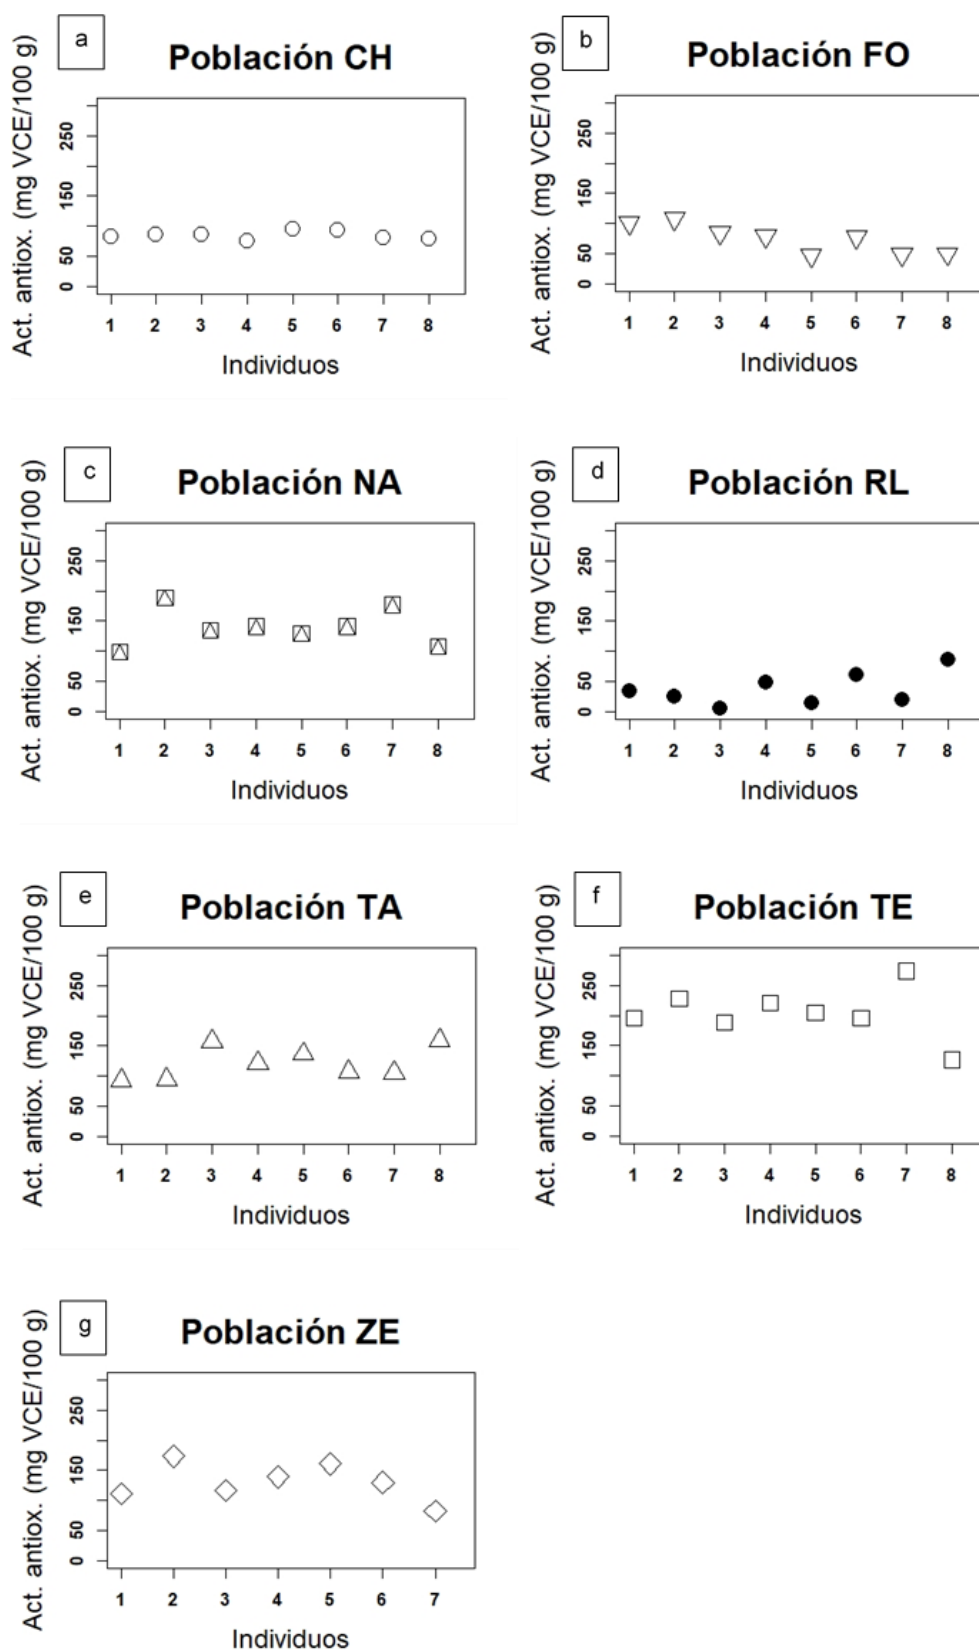 a
Población CH
Act. antiox. (mg VCE/100 g)
250
150
50
0
1 2 3 4 5 6 7 8
Individuos
b
Población FO
Act. antiox. (mg VCE/100 g)
250
150
50
0
1 2 3 4 5 6 7 8
Individuos
c
Población NA
Act. antiox. (mg VCE/100 g)
250
150
50
0
1 2 3 4 5 6 7 8
Individuos
d
Población RL
Act. antiox. (mg VCE/100 g)
250
150
50
0
1 2 3 4 5 6 7 8
Individuos
e
Población TA
Act. antiox. (mg VCE/100 g)
250
150
50
0
1 2 3 4 5 6 7 8
Individuos
f
Población TE
Act. antiox. (mg VCE/100 g)
250
150
50
0
1 2 3 4 5 6 7 8
Individuos
g
Población ZE
Act. antiox. (mg VCE/100 g)
250
150
50
0
1 2 3 4 5 6 7
Individuos